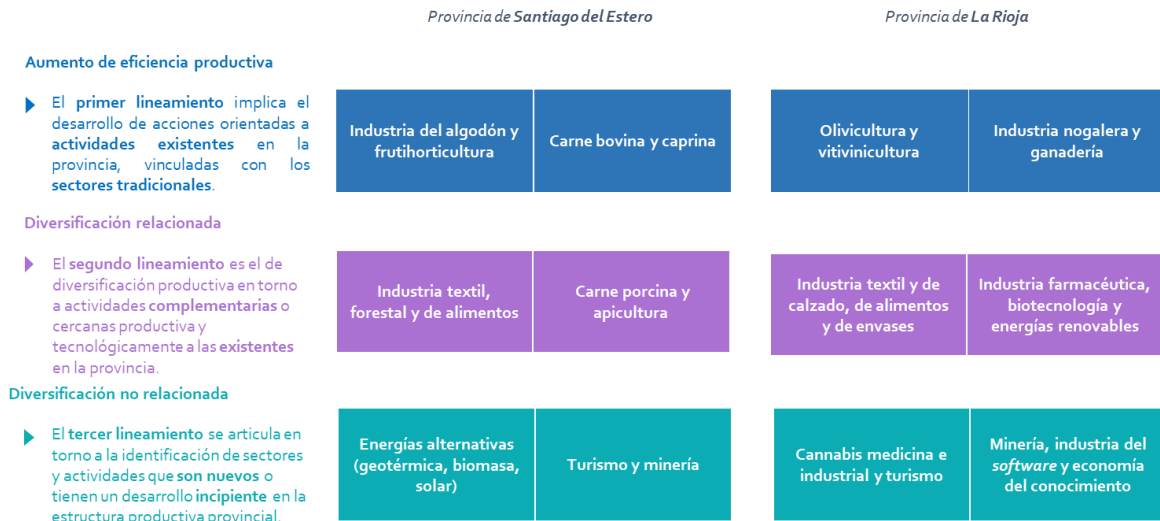 Provincia de Santiago del Estero
Provincia de La Rioja
Aumento de eficiencia productiva
El primer lineamiento implica el
desarrollo de acciones orientadas a
actividades existentes en la
provincia, vinculadas con los
sectores tradicionales.
Industria del algodón y
frutihorticultura
Carne bovina y caprina
Olivicultura y
vitivinicultura
Industria nogalera y
ganadería
Diversificación relacionada
El segundo lineamiento es el de
diversificación productiva en torno
a actividades complementarias o
cercanas productiva y
tecnológicamente a las existentes
en la provincia.
Industria textil,
forestal y de alimentos
Carne porcina y
apicultura
Industria textil y de
calzado, de alimentos
y de envases
Industria farmacéutica,
biotecnología y
energías renovables
Diversificación no relacionada
El tercer lineamiento se articula en
torno a la identificación de sectores
y actividades que son nuevos o
tienen un desarrollo incipiente en la
estructura productiva provincial.
Energías alternativas
(geotérmica, biomasa,
solar)
Turismo y minería
Cannabis medicina e
industrial y turismo
Minería, industria del
software y economía
del conocimiento